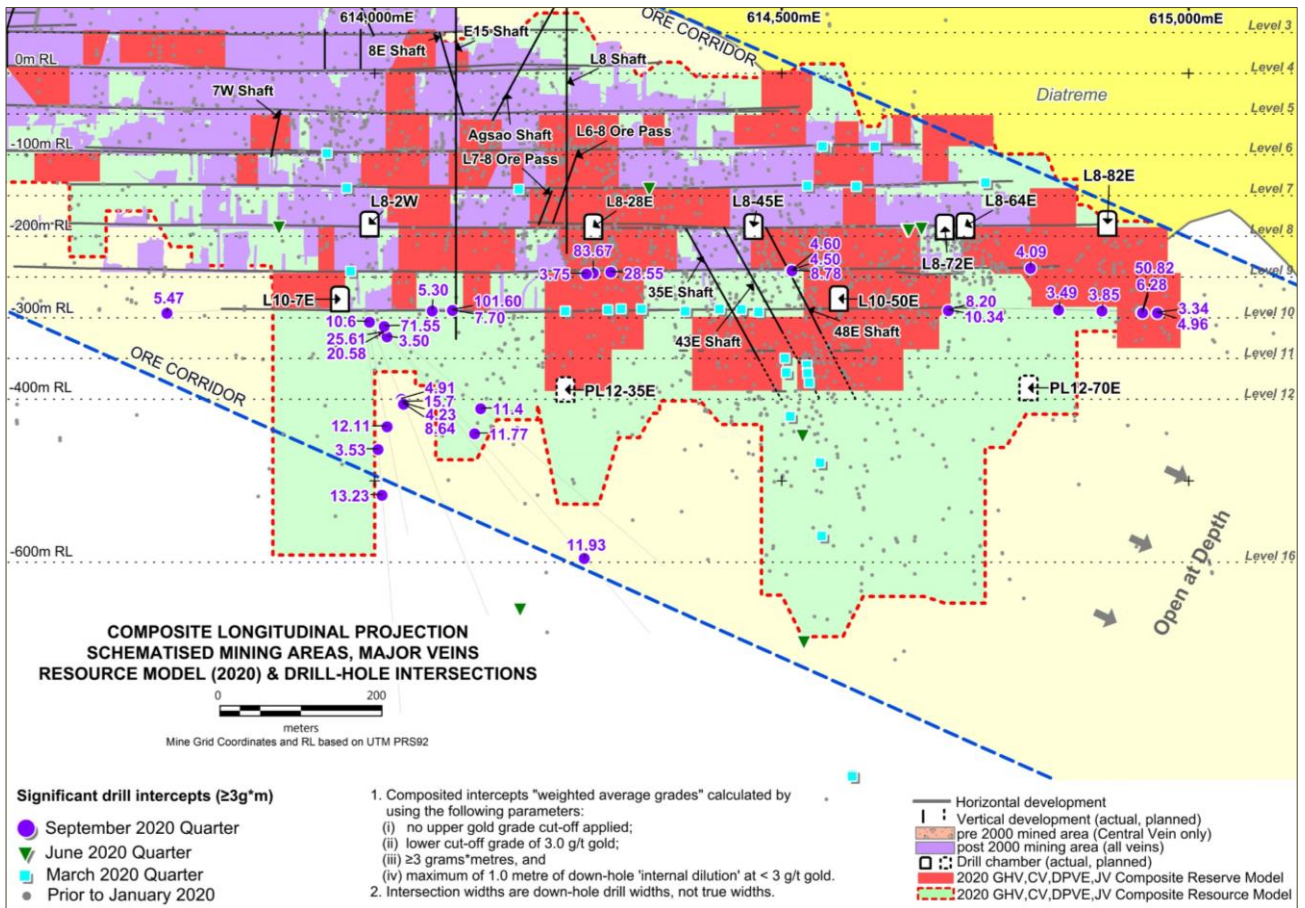 614,000mE
614,500mE
615,000mE
ORE CORRIDOR
Level 3
E15 Shaft
8E Shaft
0m RL
L8 Shaft
Level 4
7W Shaft
Diatreme
Level 5
Agsao Shaft
L6-8 Ore Pass
-100m RL
L7-8 Ore Pass
Level 6
L8-82E
Level 7
L8-2W
L8-28E
L8-45E
L8-64E
-200m RL
Level 8
83.67
4.60
4.50
8.78
L8-72E
4.09
3.75
28.55
Level 9
50.82
6.28
L10-7E
5.47
5.30
101.60
7.70
35E Shaft
L10-50E
8.20
10.34
3.49
3.85
3.34
4.96
-300m RL
Level 10
10.6
71.55
25.61
3.50
20.58
43E Shaft
48E Shaft
ORE CORRIDOR
Level 11
PL12-35E
PL12-70E
-400m RL
Level 12
4.91
15.7
4.23
8.64
11.4
12.11
11.77
3.53
13.23
-600m RL
11.93
Level 16
Open at Depth
COMPOSITE LONGITUDINAL PROJECTION
SCHEMATISED MINING AREAS, MAJOR VEINS
RESOURCE MODEL (2020) & DRILL-HOLE INTERSECTIONS
0 200
meters
Mine Grid Coordinates and RL based on UTM PRS92
Significant drill intercepts (≥3g*m)
September 2020 Quarter
June 2020 Quarter
March 2020 Quarter
Prior to January 2020
1. Composited intercepts "weighted average grades" calculated by
using the following parameters:
(i) no upper gold grade cut-off applied;
(ii) lower cut-off grade of 3.0 g/t gold;
(iii) ≥3 grams*metres, and
(iv) maximum of 1.0 metre of down-hole 'internal dilution' at < 3 g/t gold.
2. Intersection widths are down-hole drill widths, not true widths.
Horizontal development
Vertical development (actual, planned)
pre 2000 mined area (Central Vein only)
post 2000 mining area (all veins)
Drill chamber (actual, planned)
2020 GHV,CV,DPVE,JV Composite Reserve Model
2020 GHV,CV,DPVE,JV Composite Resource Model